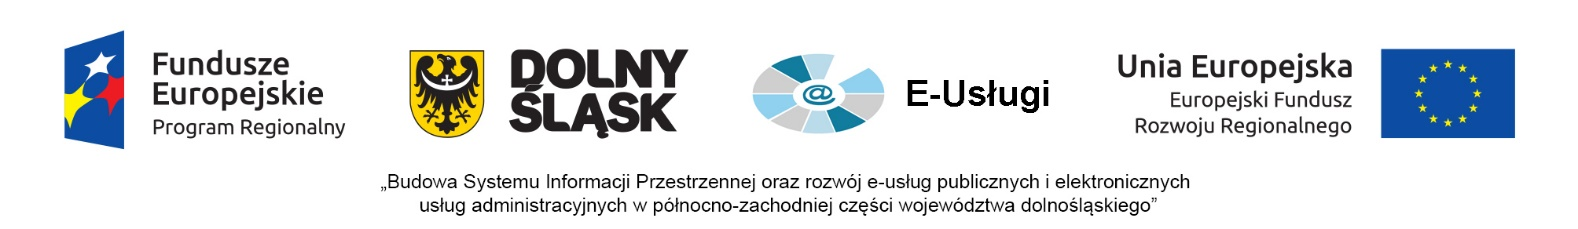 Fundusze
Europejskie
Program Regionalny
DOLNY
ŚLĄSK
@
E-Usługi
Unia Europejska
Europejski Fundusz
Rozwoju Regionalnego
„Budowa Systemu Informacji Przestrzennej oraz rozwój e-usług publicznych i elektronicznych
usług administracyjnych w północno-zachodniej części województwa dolnośląskiego”